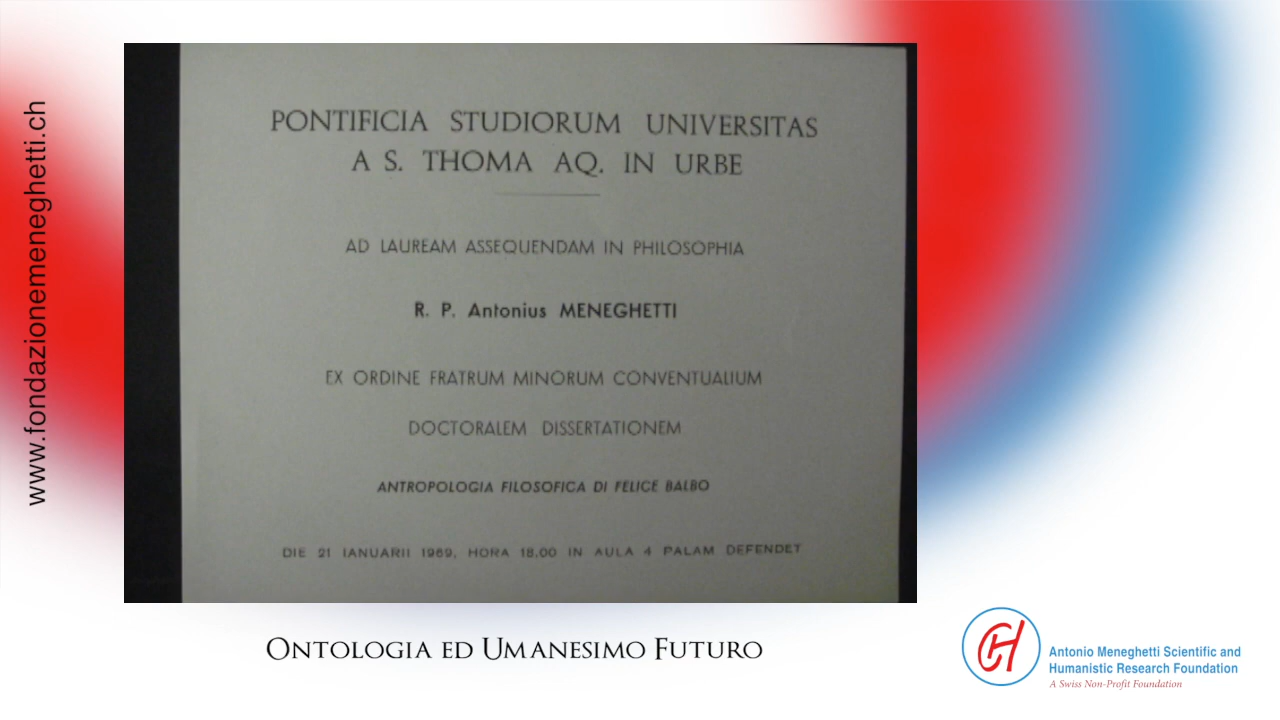 www.fondazionemeneghetti.ch
PONTIFICIA STUDIORUM UNIVERSITAS
A S. THOMA AQ. IN URBE
AD LAUREAM ASSEQUENDAM IN PHILOSOPHIA
R. P. Antonius MENEGHETTI
EX ORDINE FRATRUM MINORUM CONVENTUALIUM
DOCTORALEM DISSERTATIONEM
ANTROPOLOGIA FILOSOFICA DI FELICE BALBO
DIE 21 IANUARII 1969, HORA 18,00 IN AULA 4 PALAM DEFENDET
ONTOLOGIA ED UMANESIMO FUTURO
Antonio Meneghetti Scientific and
Humanistic Research Foundation
A Swiss Non-Profit Foundation